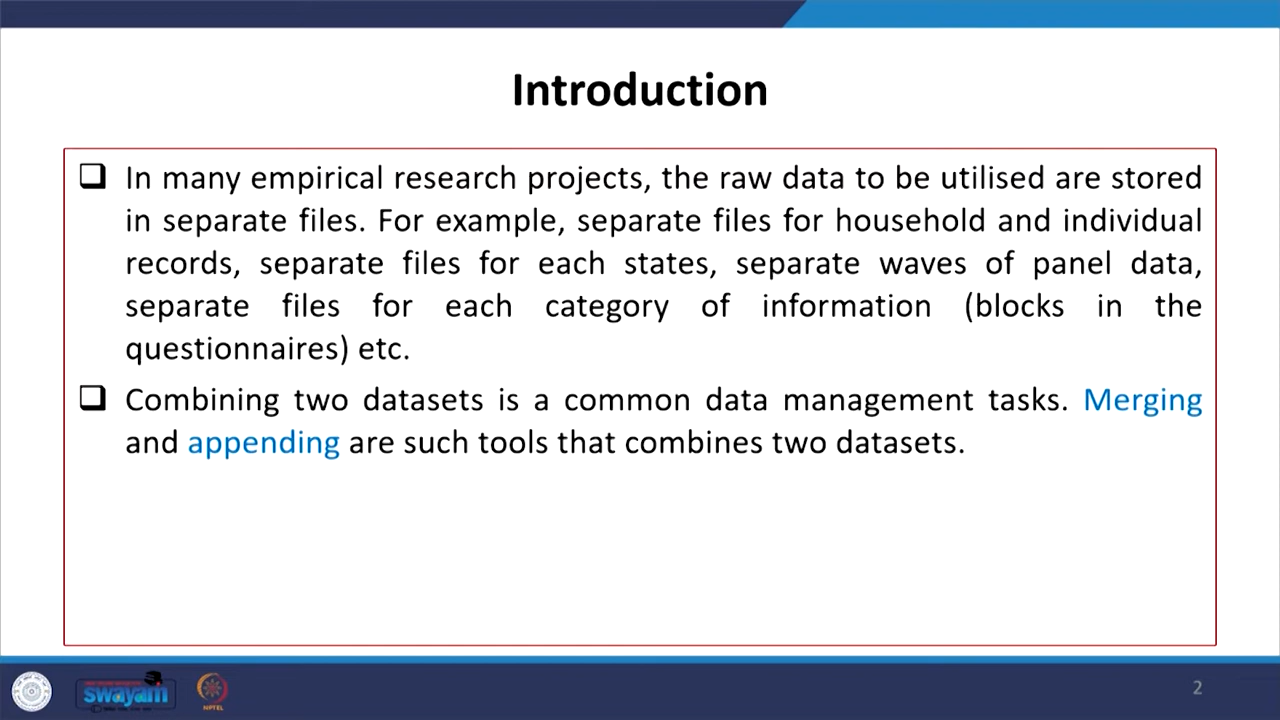 Introduction
In many empirical research projects, the raw data to be utilised are stored
in separate files. For example, separate files for household and individual
records, separate files for each states, separate waves of panel data,
separate files for each category of information (blocks in the
questionnaires) etc.
Combining two datasets is a common data management tasks. Merging
and appending are such tools that combines two datasets.
swayam
NPTEL
2